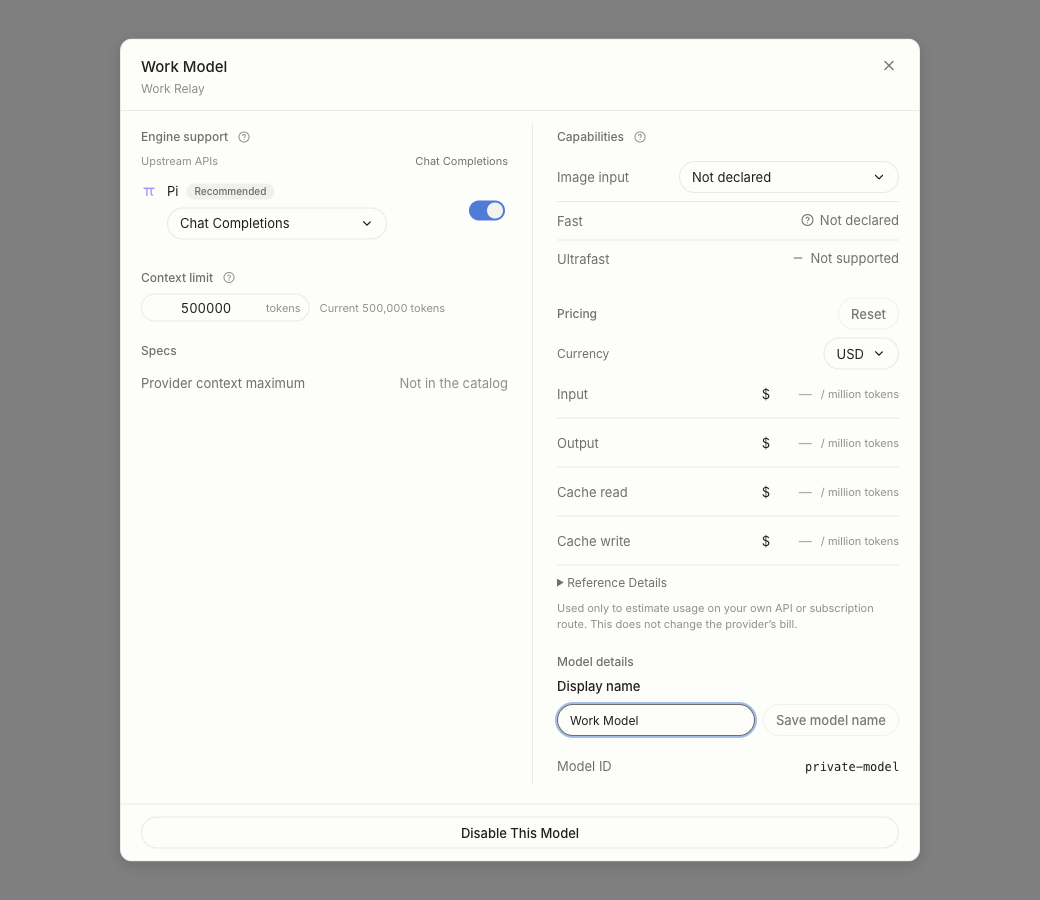 Work Model
Work Relay
Engine support
Upstream APIs
Chat Completions
Pi
Recommended
Chat Completions
Context limit
500000 tokens
Current 500,000 tokens
Specs
Provider context maximum
Not in the catalog
Capabilities
Image input
Not declared
Fast
Not declared
Ultrafast
— Not supported
Pricing
Reset
Currency
USD
Input
$ — / million tokens
Output
$ — / million tokens
Cache read
$ — / million tokens
Cache write
$ — / million tokens
Reference Details
Used only to estimate usage on your own API or subscription
route. This does not change the provider’s bill.
Model details
Display name
Work Model
Save model name
Model ID
private-model
Disable This Model